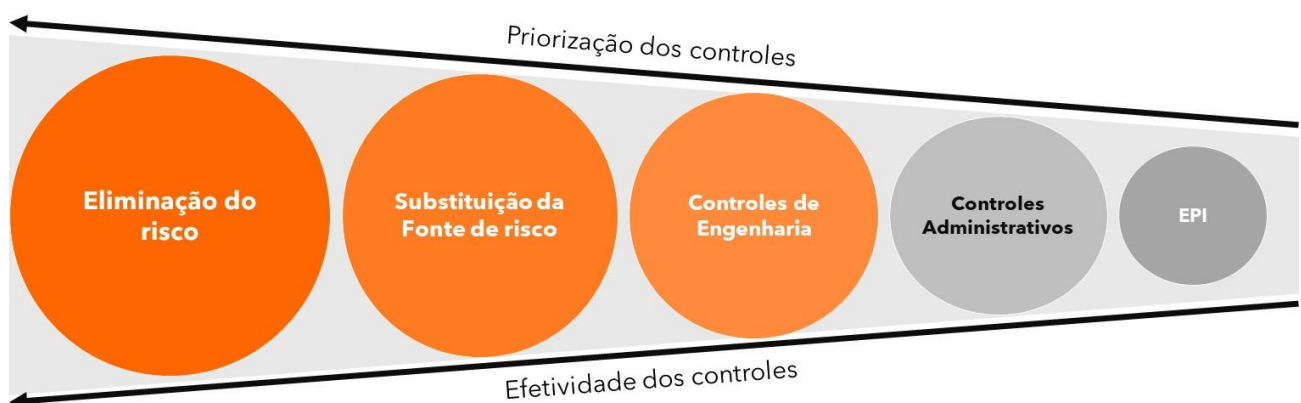 Priorização dos controles
Eliminação do
risco
Substituição da
Fonte de risco
Controles de
Engenharia
Controles
Administrativos
EPI
Efetividade dos controles